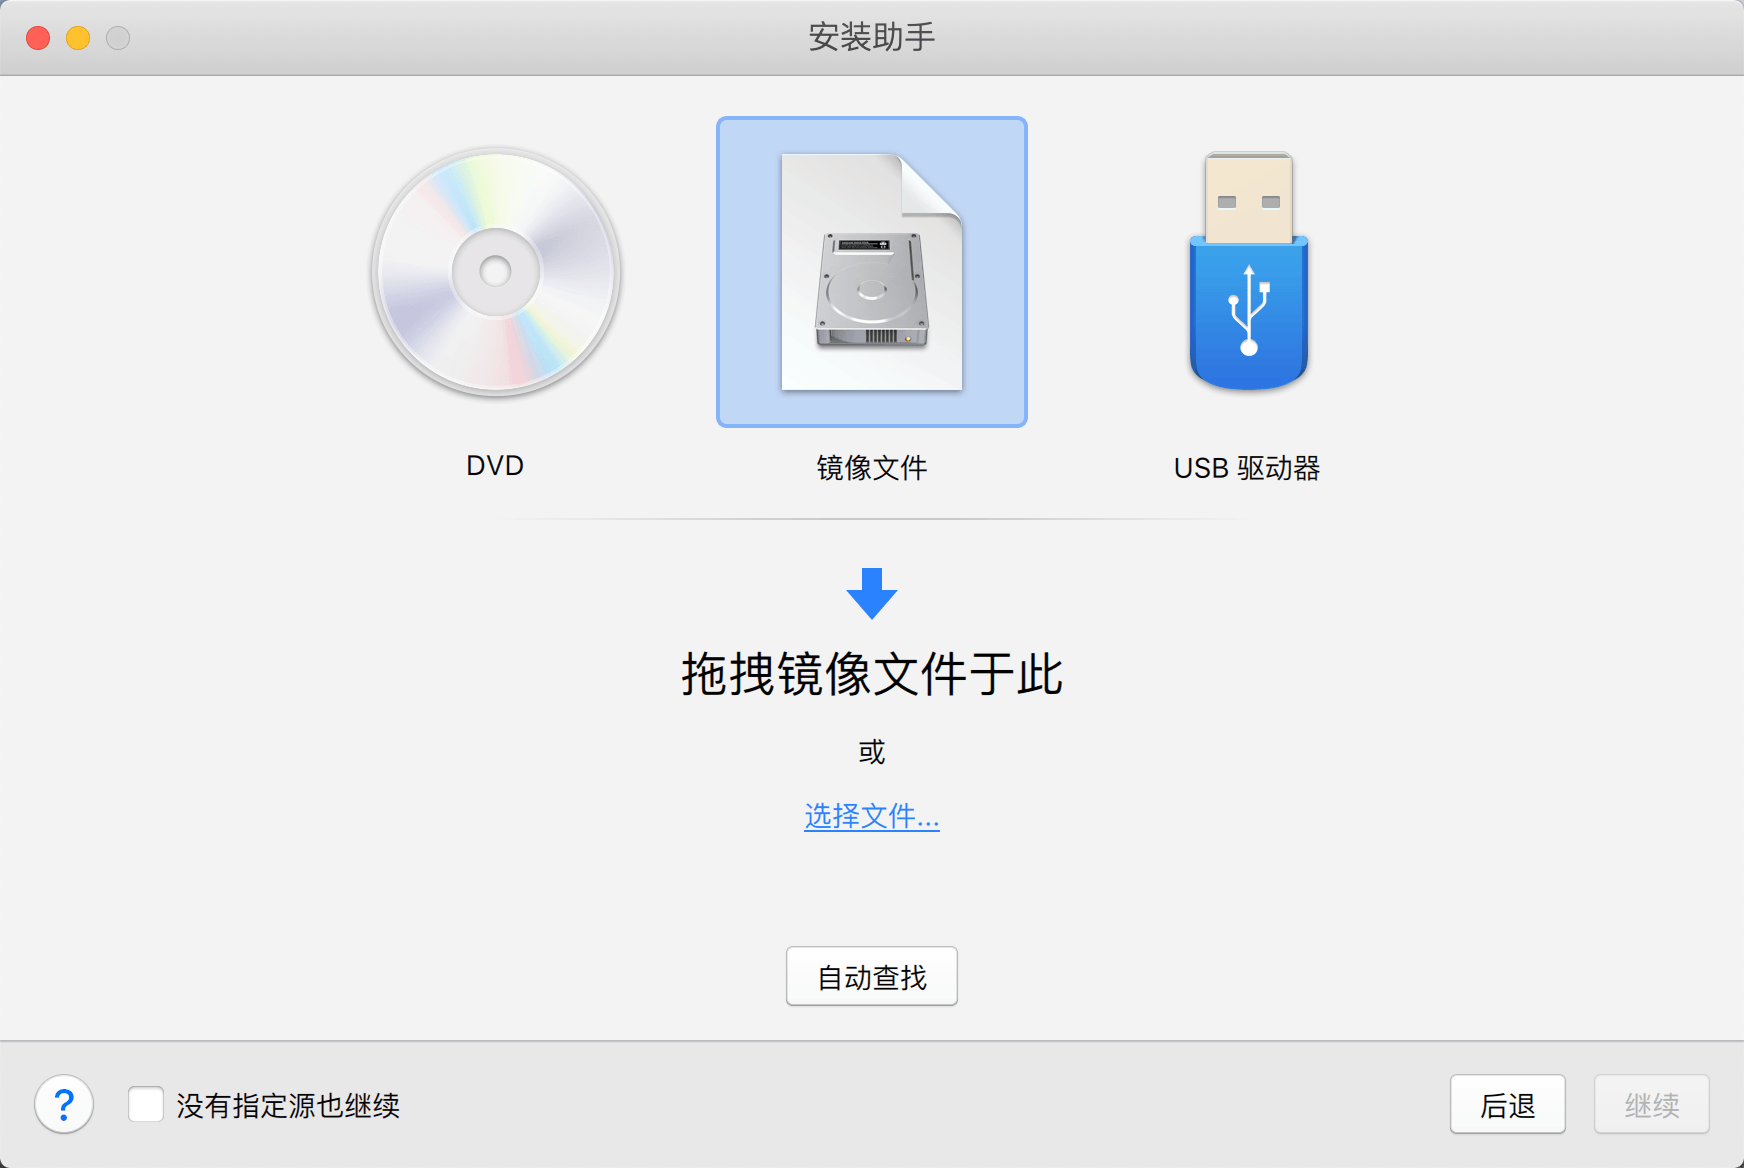 安装助手
DVD
镜像文件
USB 驱动器
拖拽镜像文件于此
或
选择文件...
自动查找
?
没有指定源也继续
后退
继续